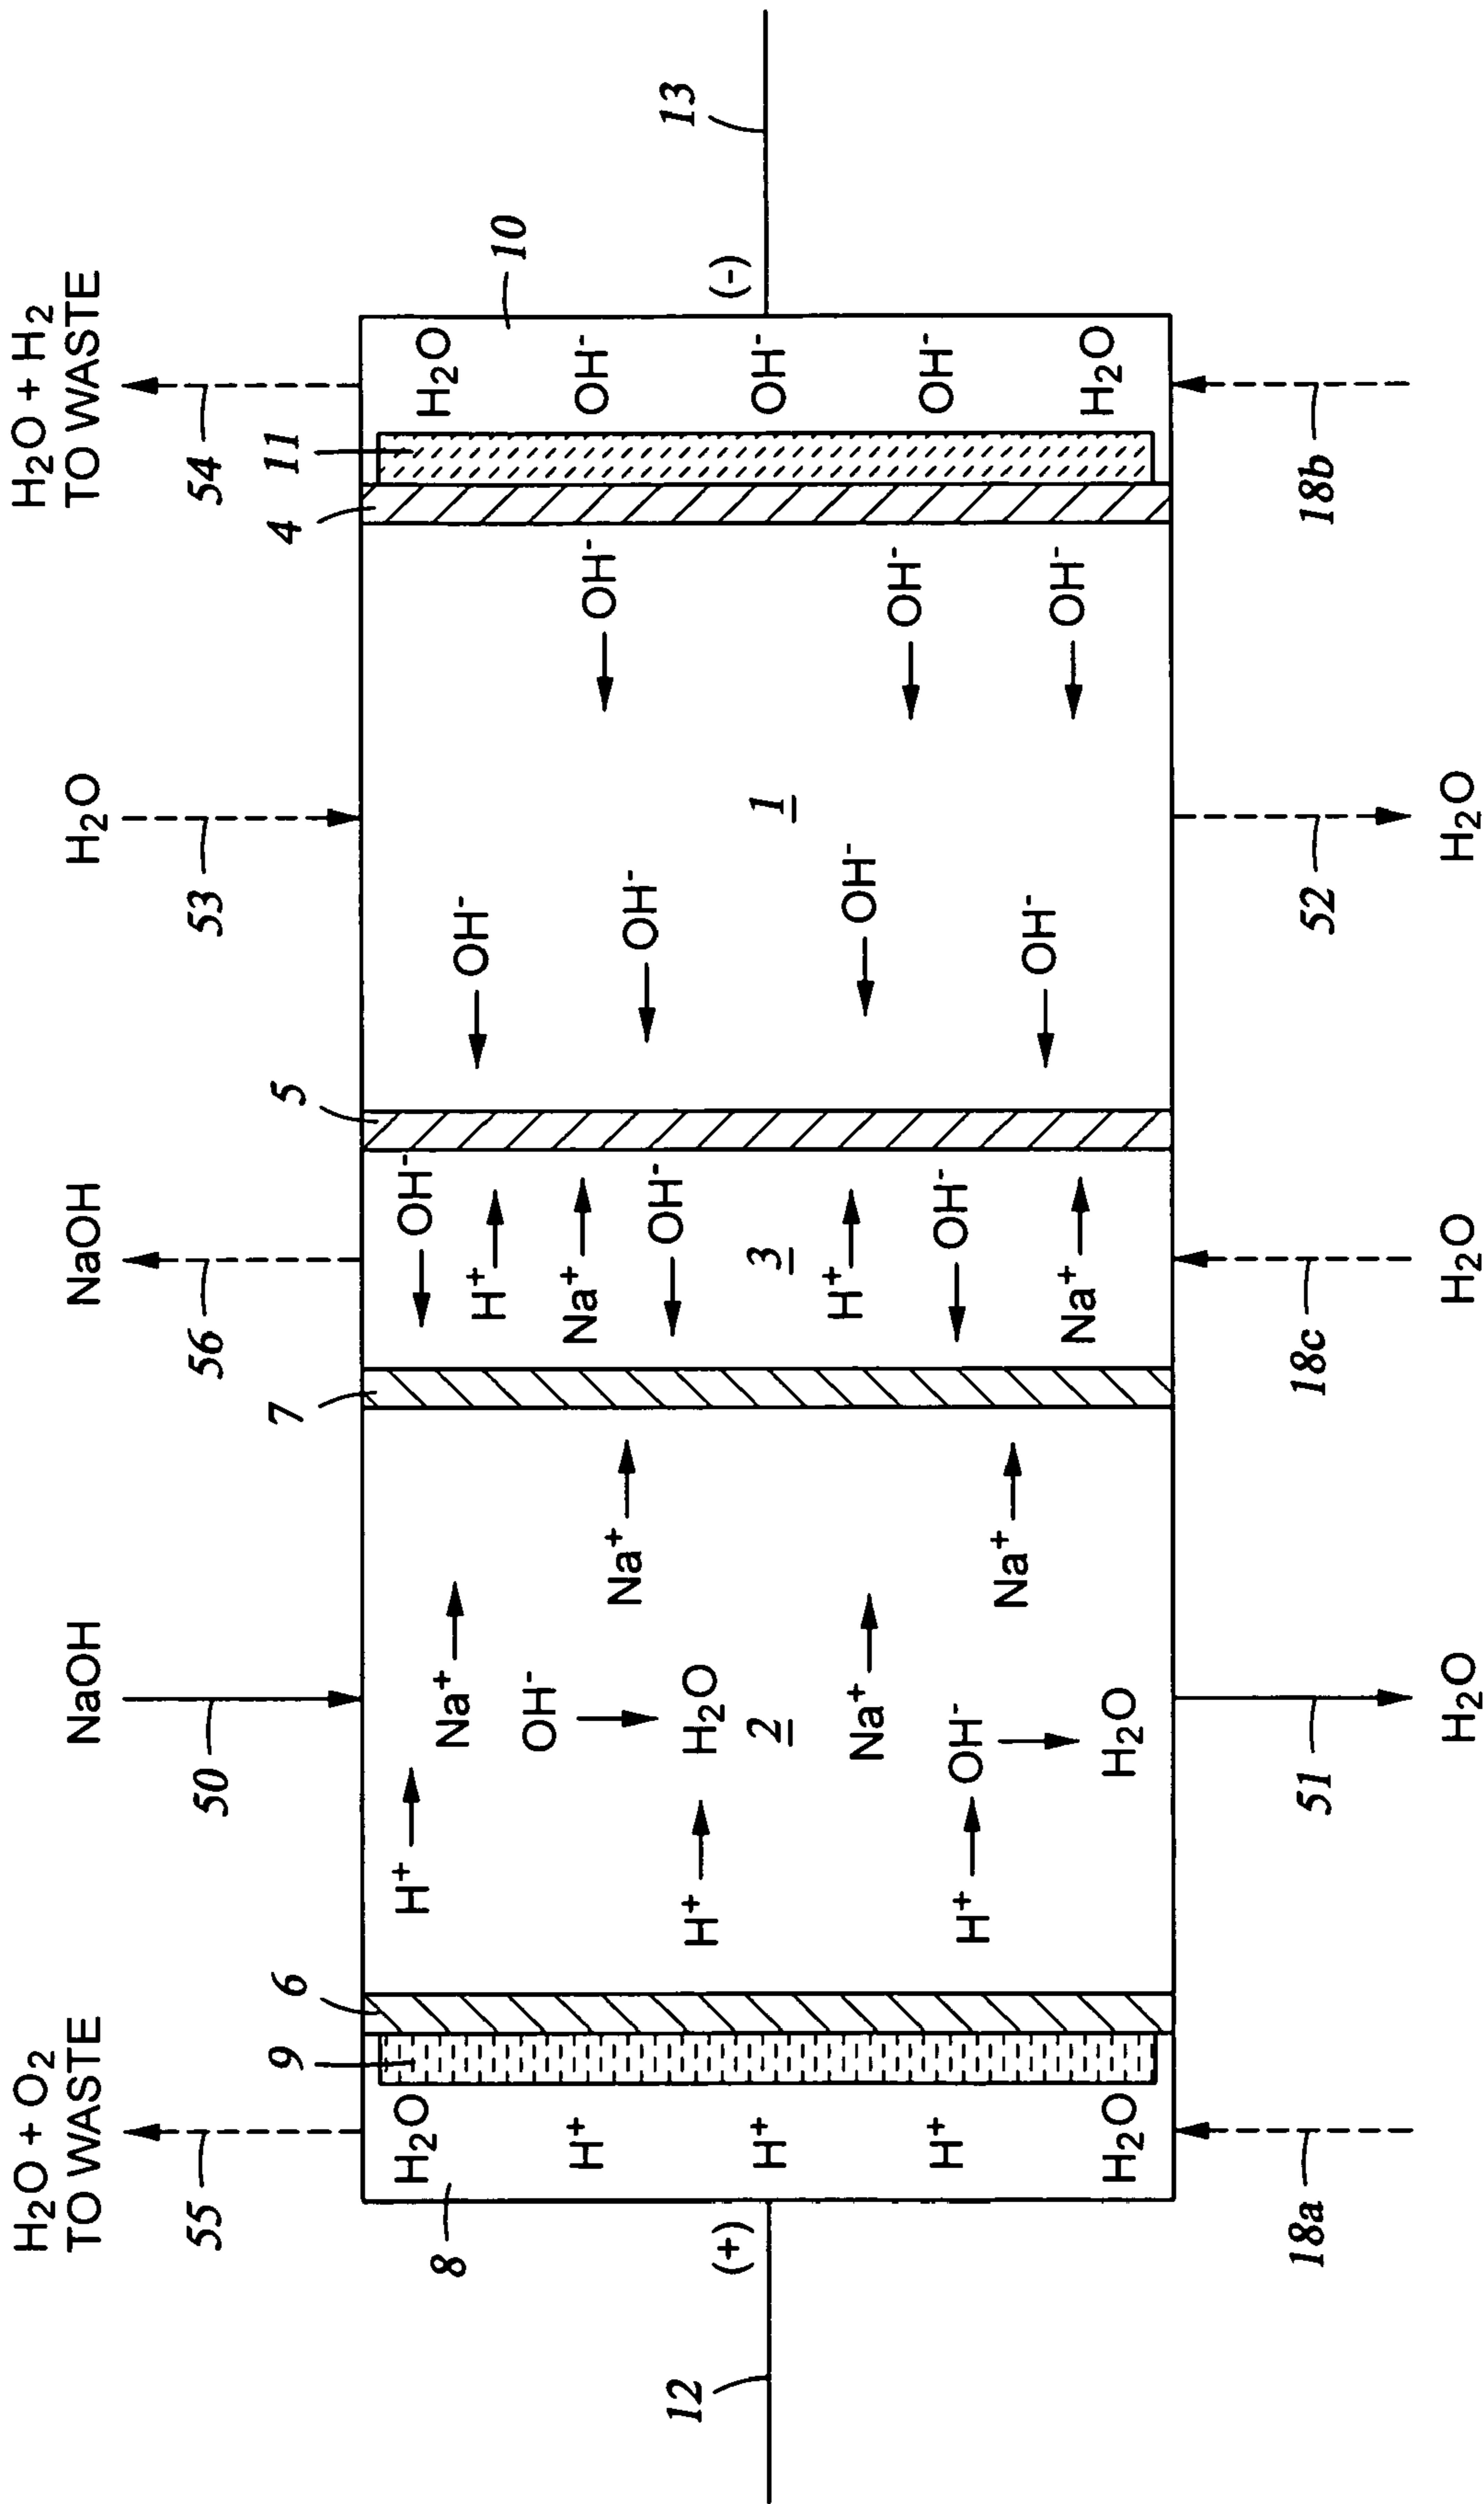 H₂O + O₂
TO WASTE
NaOH
NaOH
H₂O
H₂O + H₂
TO WASTE
55
50
56
53
54
9
6
7
5
4
11
8
10
H₂O
H⁺
H⁺
H⁺
H₂O
H⁺
Na⁺
OH⁻
Na⁺
H₂O
H⁺
2
Na⁺
OH⁻
H⁺
Na⁺
H₂O
OH⁻
H⁺
Na⁺
OH⁻
3
H⁺
OH⁻
Na⁺
OH⁻
OH⁻
OH⁻
1
OH⁻
OH⁻
OH⁻
OH⁻
H₂O
OH⁻
OH⁻
OH⁻
H₂O
12
(+)
(-)
13
18a
51
18c
52
18b
H₂O
H₂O
H₂O